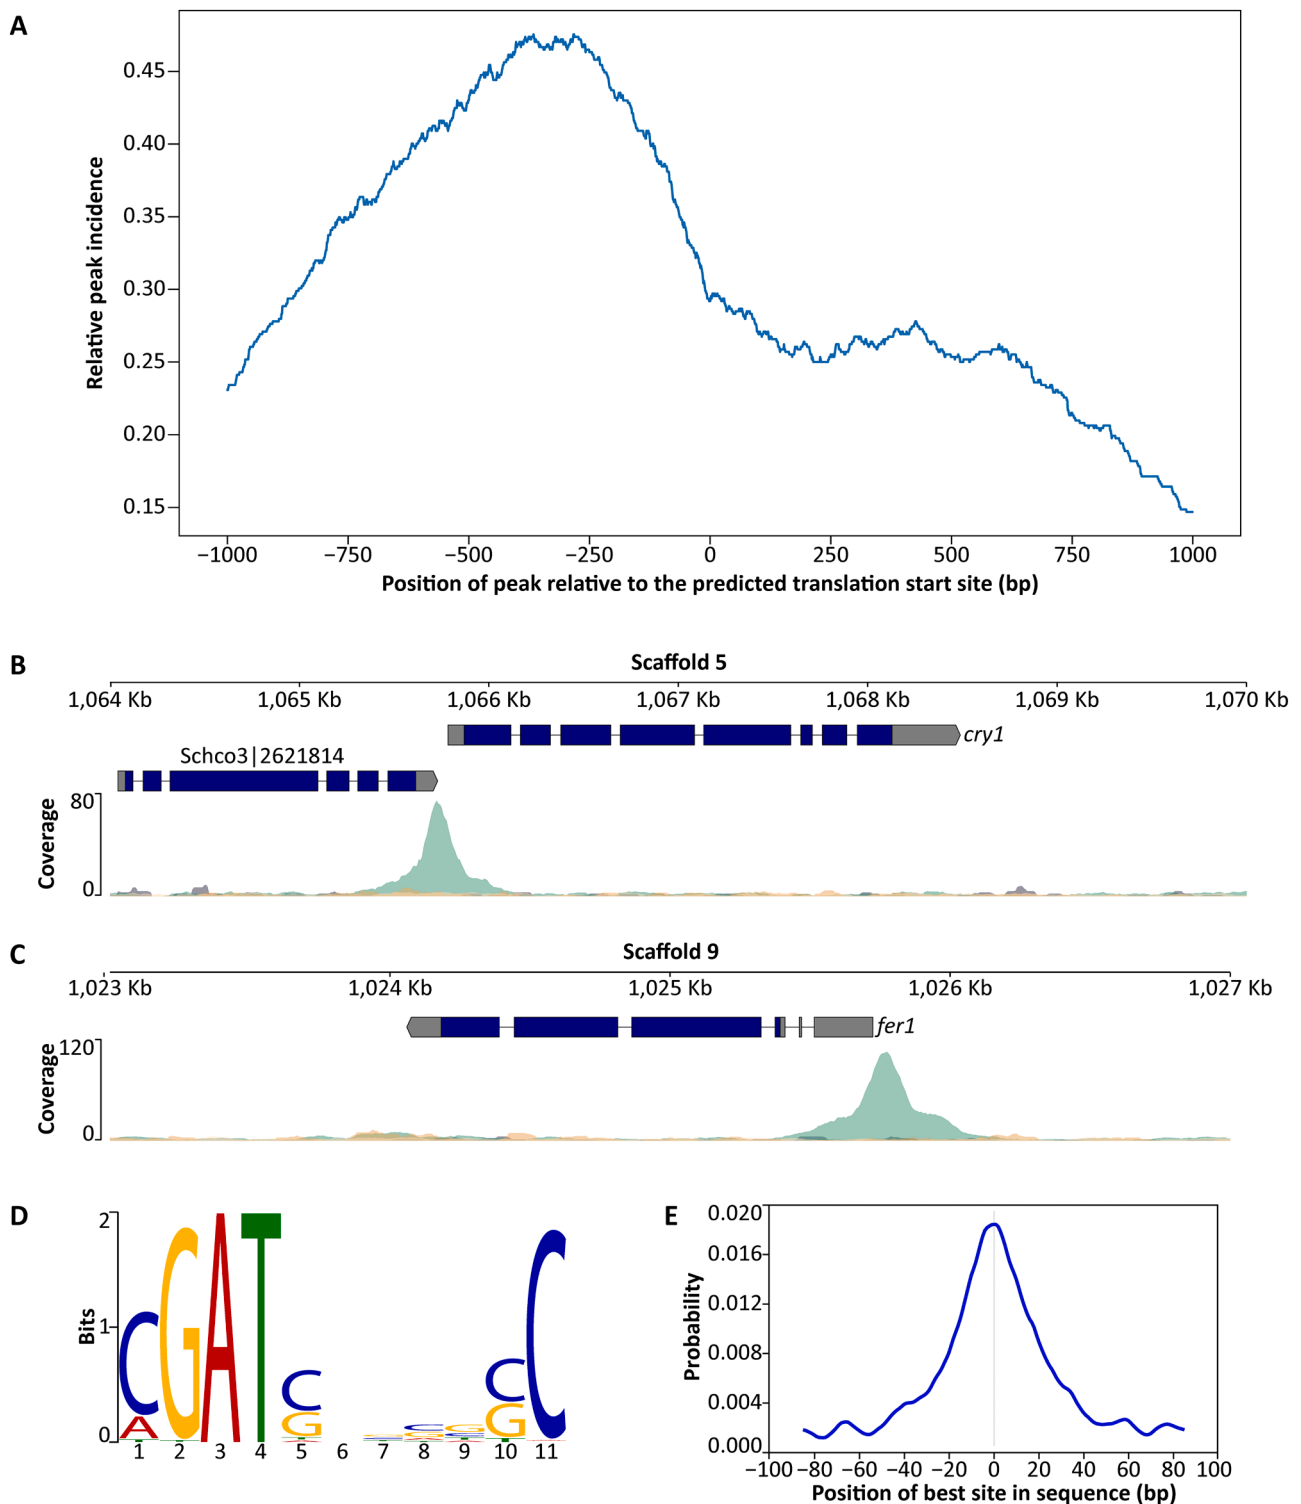 A
Relative peak incidence
0.45
0.40
0.35
0.30
0.25
0.20
0.15
−1000 −750 −500 −250 0 250 500 750 1000
Position of peak relative to the predicted translation start site (bp)
B
Scaffold 5
1,064 Kb 1,065 Kb 1,066 Kb 1,067 Kb 1,068 Kb 1,069 Kb 1,070 Kb
cry1
Schco3|2621814
Coverage
80
0
C
Scaffold 9
1,023 Kb 1,024 Kb 1,025 Kb 1,026 Kb 1,027 Kb
fer1
Coverage
120
0
D
Bits
2
1
0
C G A T C C C
A G G
1 2 3 4 5 6 7 8 9 10 11
E
Probability
0.020
0.016
0.012
0.008
0.004
0.000
−100 −80 −60 −40 −20 0 20 40 60 80 100
Position of best site in sequence (bp)